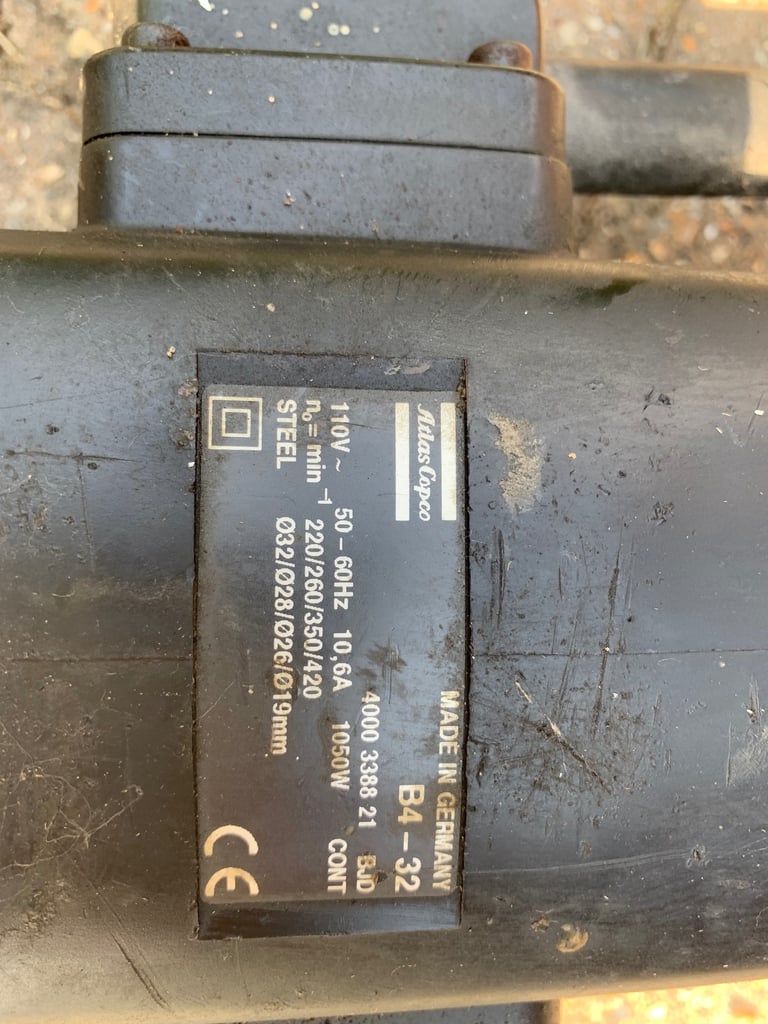 Atlas Copco
MADE IN GERMANY
B4-32
4000 3388 21 BJD
110V ~ 50-60Hz 10,6A 1050W CONT
n₀= min⁻¹ 220/260/350/420
STEEL Ø32/Ø28/Ø26/Ø19mm
CE